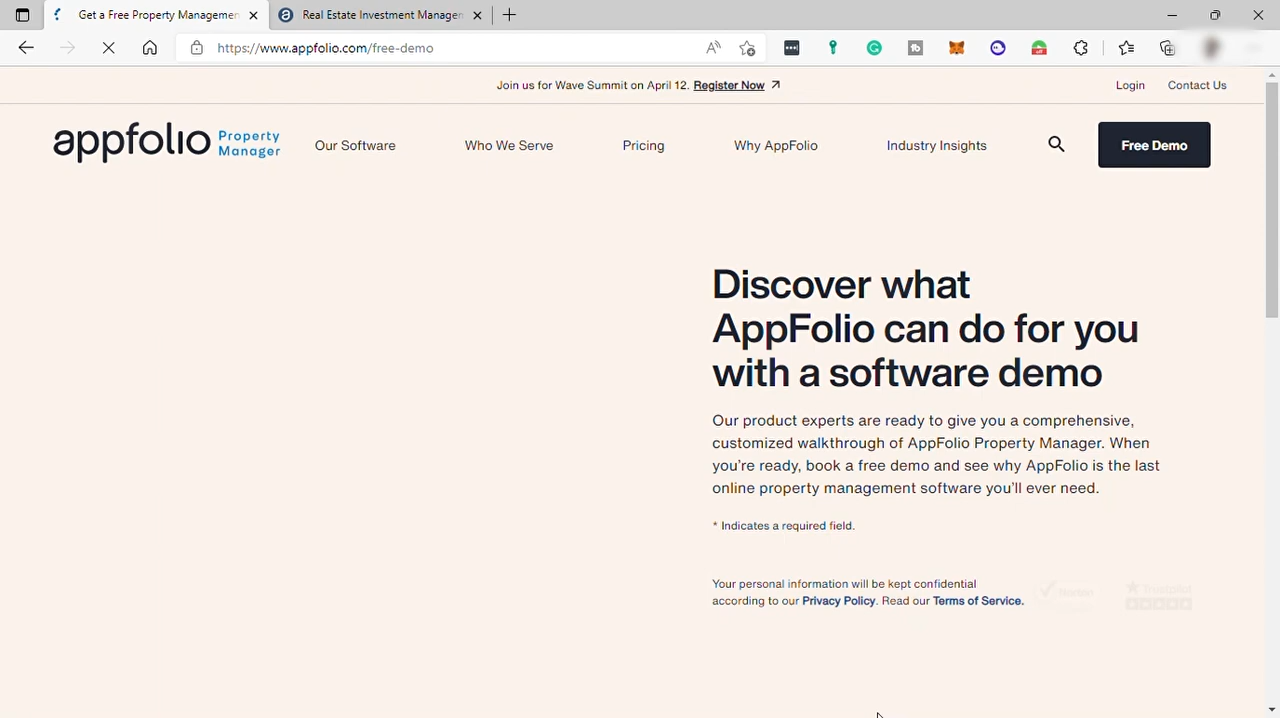 Get a Free Property Managemen
Real Estate Investment Manager
https://www.appfolio.com/free-demo
Join us for Wave Summit on April 12. Register Now
Login
Contact Us
appfolio Property Manager
Our Software
Who We Serve
Pricing
Why AppFolio
Industry Insights
Free Demo
Discover what
AppFolio can do for you
with a software demo
Our product experts are ready to give you a comprehensive,
customized walkthrough of AppFolio Property Manager. When
you're ready, book a free demo and see why AppFolio is the last
online property management software you'll ever need.
* Indicates a required field.
Your personal information will be kept confidential
according to our Privacy Policy. Read our Terms of Service.
Norton
Trustpilot